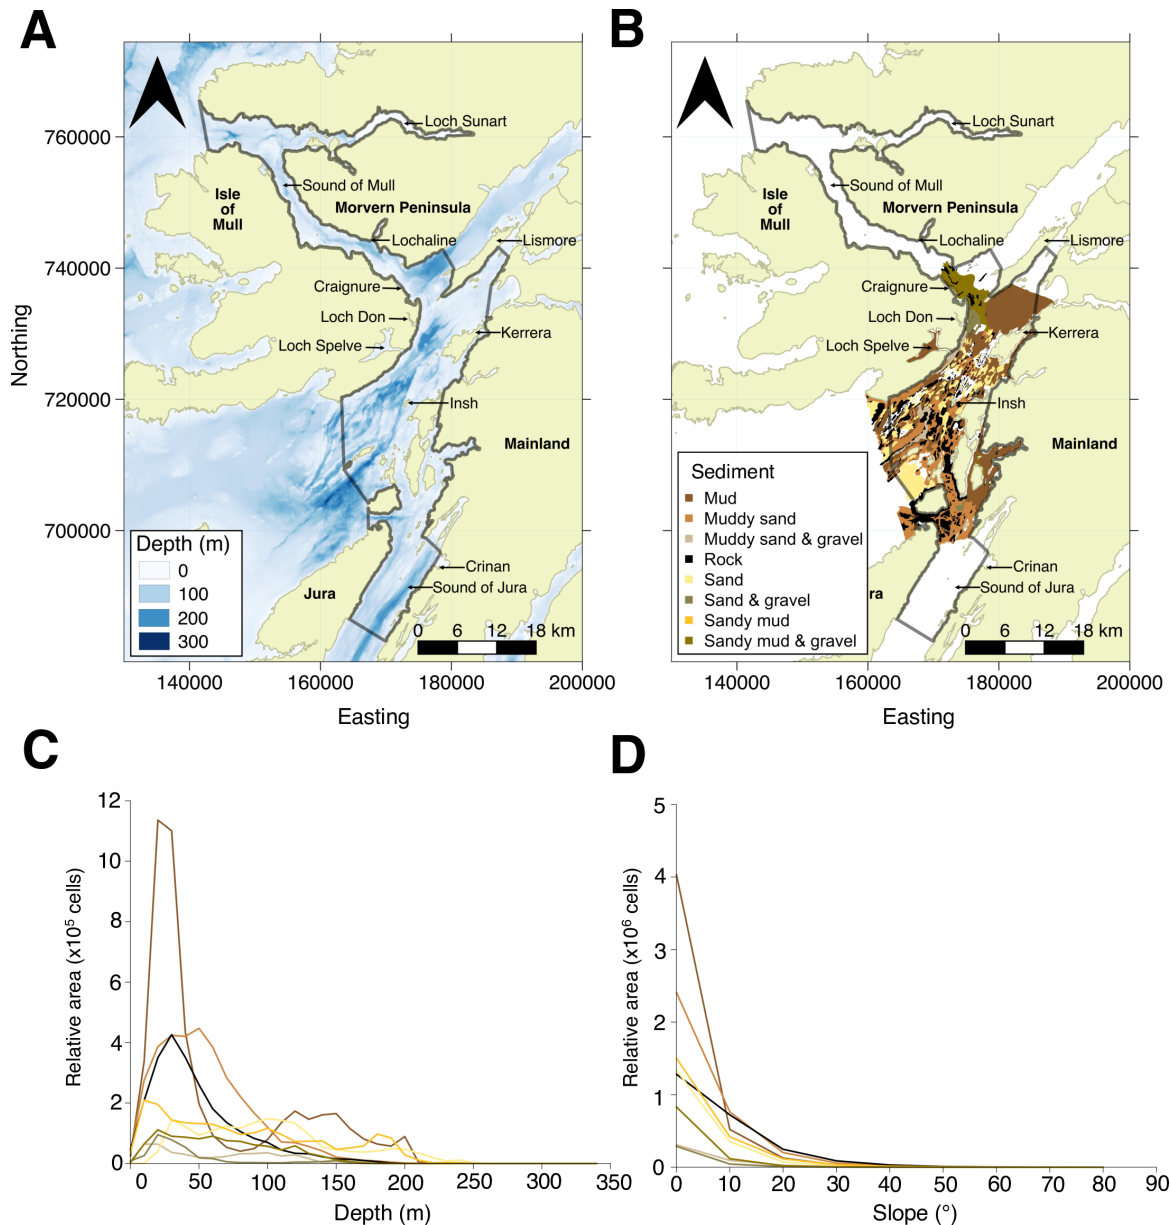 A
Northing
760000
740000
720000
700000
Loch Sunart
Sound of Mull
Isle
of
Mull
Morvern Peninsula
Lochaline
Lismore
Craignure
Loch Don
Kerrera
Loch Spelve
Insh
Mainland
Crinan
Jura
Sound of Jura
Depth (m)
0
100
200
300
0 6 12 18 km
140000 160000 180000 200000
Easting
B
Loch Sunart
Sound of Mull
Isle
of
Mull
Morvern Peninsula
Lochaline
Lismore
Craignure
Loch Don
Kerrera
Loch Spelve
Insh
Mainland
Crinan
ra
Sound of Jura
Sediment
Mud
Muddy sand
Muddy sand & gravel
Rock
Sand
Sand & gravel
Sandy mud
Sandy mud & gravel
0 6 12 18 km
140000 160000 180000 200000
Easting
C
Relative area (x10⁵ cells)
12
10
8
6
4
2
0
0 50 100 150 200 250 300 350
Depth (m)
D
Relative area (x10⁶ cells)
5
4
3
2
1
0
0 10 20 30 40 50 60 70 80 90
Slope (°)